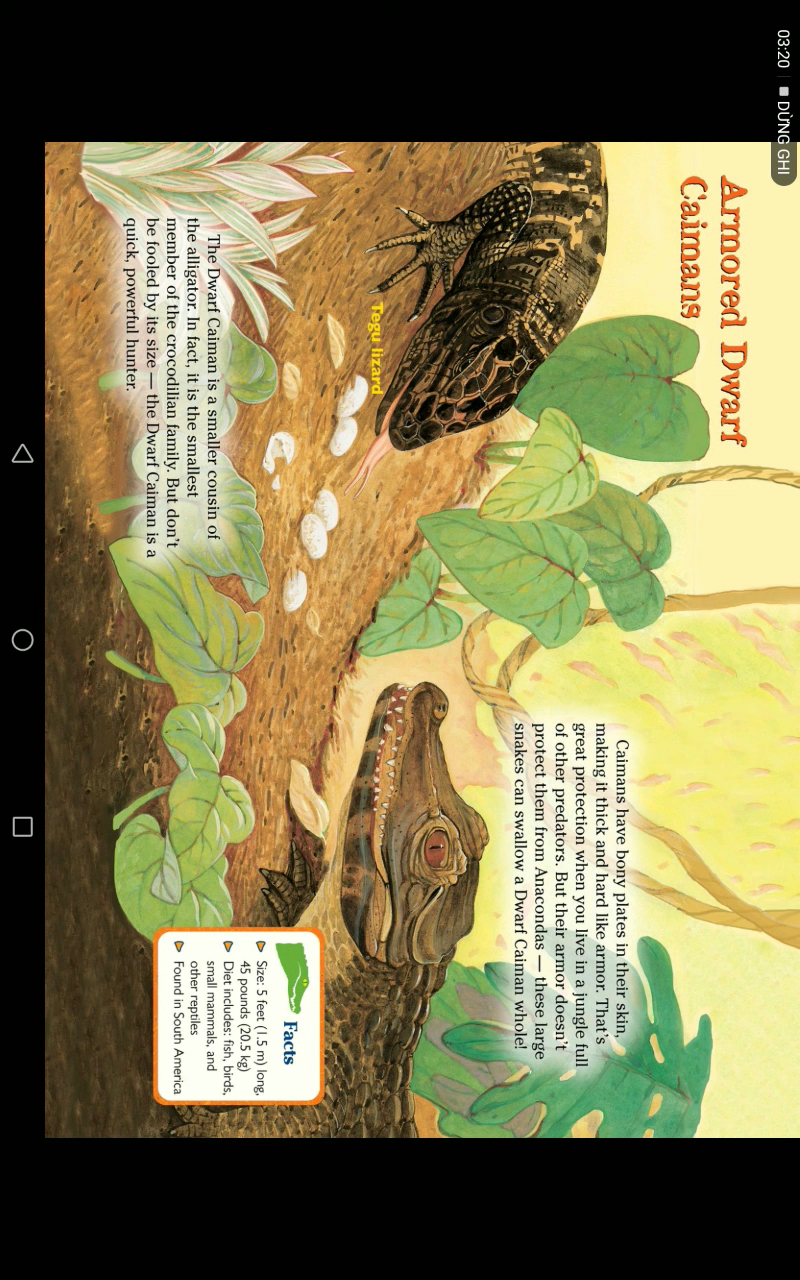 03:20
DỪNG GHI
Armored Dwarf
Caimans
Caimans have bony plates in their skin,
making it thick and hard like armor. That's
great protection when you live in a jungle full
of other predators. But their armor doesn't
protect them from Anacondas — these large
snakes can swallow a Dwarf Caiman whole!
Tegu lizard
The Dwarf Caiman is a smaller cousin of
the alligator. In fact, it is the smallest
member of the crocodilian family. But don't
be fooled by its size — the Dwarf Caiman is a
quick, powerful hunter.
Facts
Size: 5 feet (1.5 m) long,
45 pounds (20.5 kg)
Diet includes: fish, birds,
small mammals, and
other reptiles
Found in South America